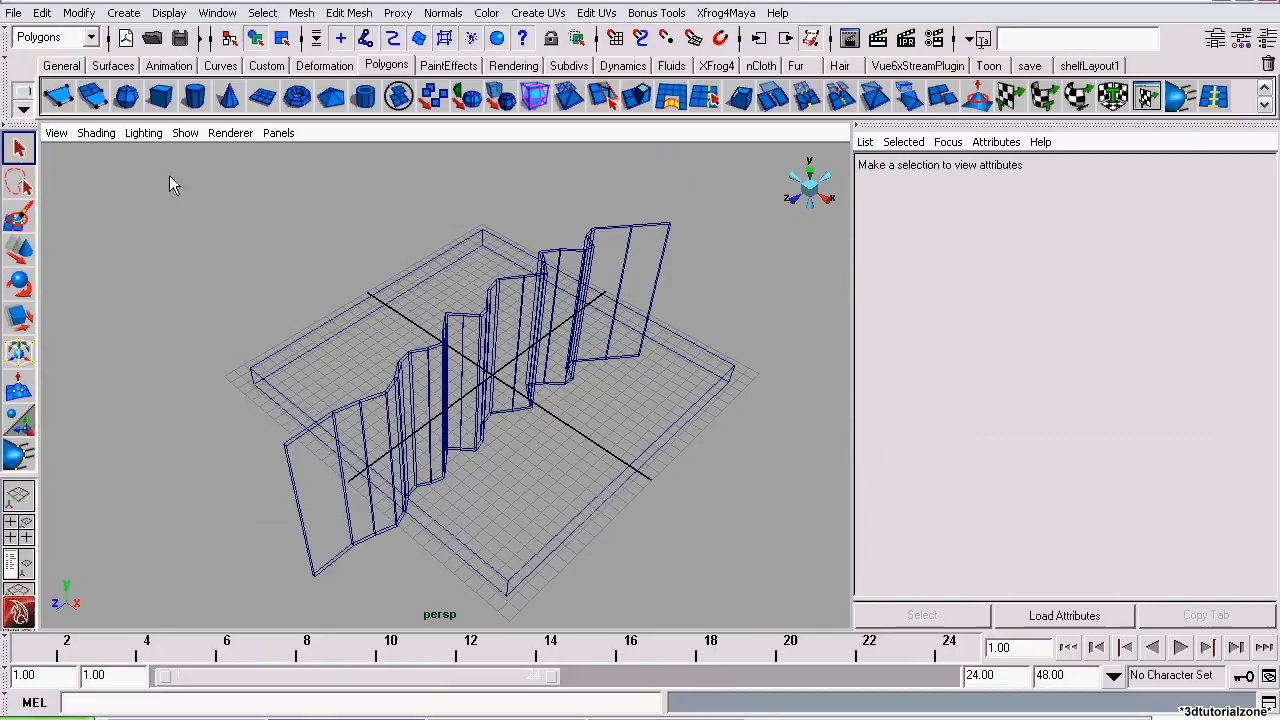 File Edit Modify Create Display Window Select Mesh Edit Mesh Proxy Normals Color Create UVs Edit UVs Bonus Tools Xfrog4Maya Help
Polygons
General Surfaces Animation Curves Custom Deformation Polygons PaintEffects Rendering Subdivs Dynamics Fluids XFrog4 nCloth Fur Hair Vue6xStreamPlugin Toon save shelfLayout1
View Shading Lighting Show Renderer Panels
List Selected Focus Attributes Help
Make a selection to view attributes
y
z x
y
z x
persp
Select Load Attributes Copy Tab
2 4 6 8 10 12 14 16 18 20 22 24 1.00
1.00 1.00 1 24 24.00 48.00 No Character Set
MEL
*3dtutorialzone*